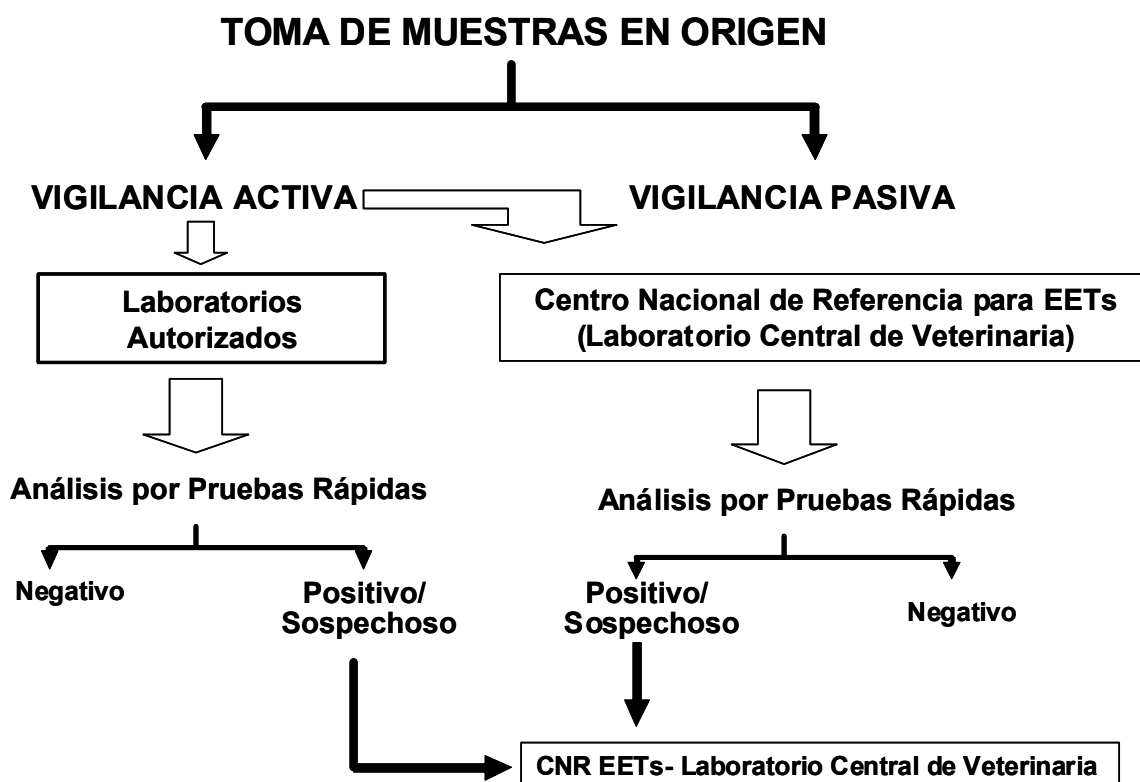 TOMA DE MUESTRAS EN ORIGEN
VIGILANCIA ACTIVA
VIGILANCIA PASIVA
Laboratorios
Autorizados
Centro Nacional de Referencia para EETs
(Laboratorio Central de Veterinaria)
Análisis por Pruebas Rápidas
Análisis por Pruebas Rápidas
Negativo
Positivo/
Sospechoso
Positivo/
Sospechoso
Negativo
CNR EETs- Laboratorio Central de Veterinaria